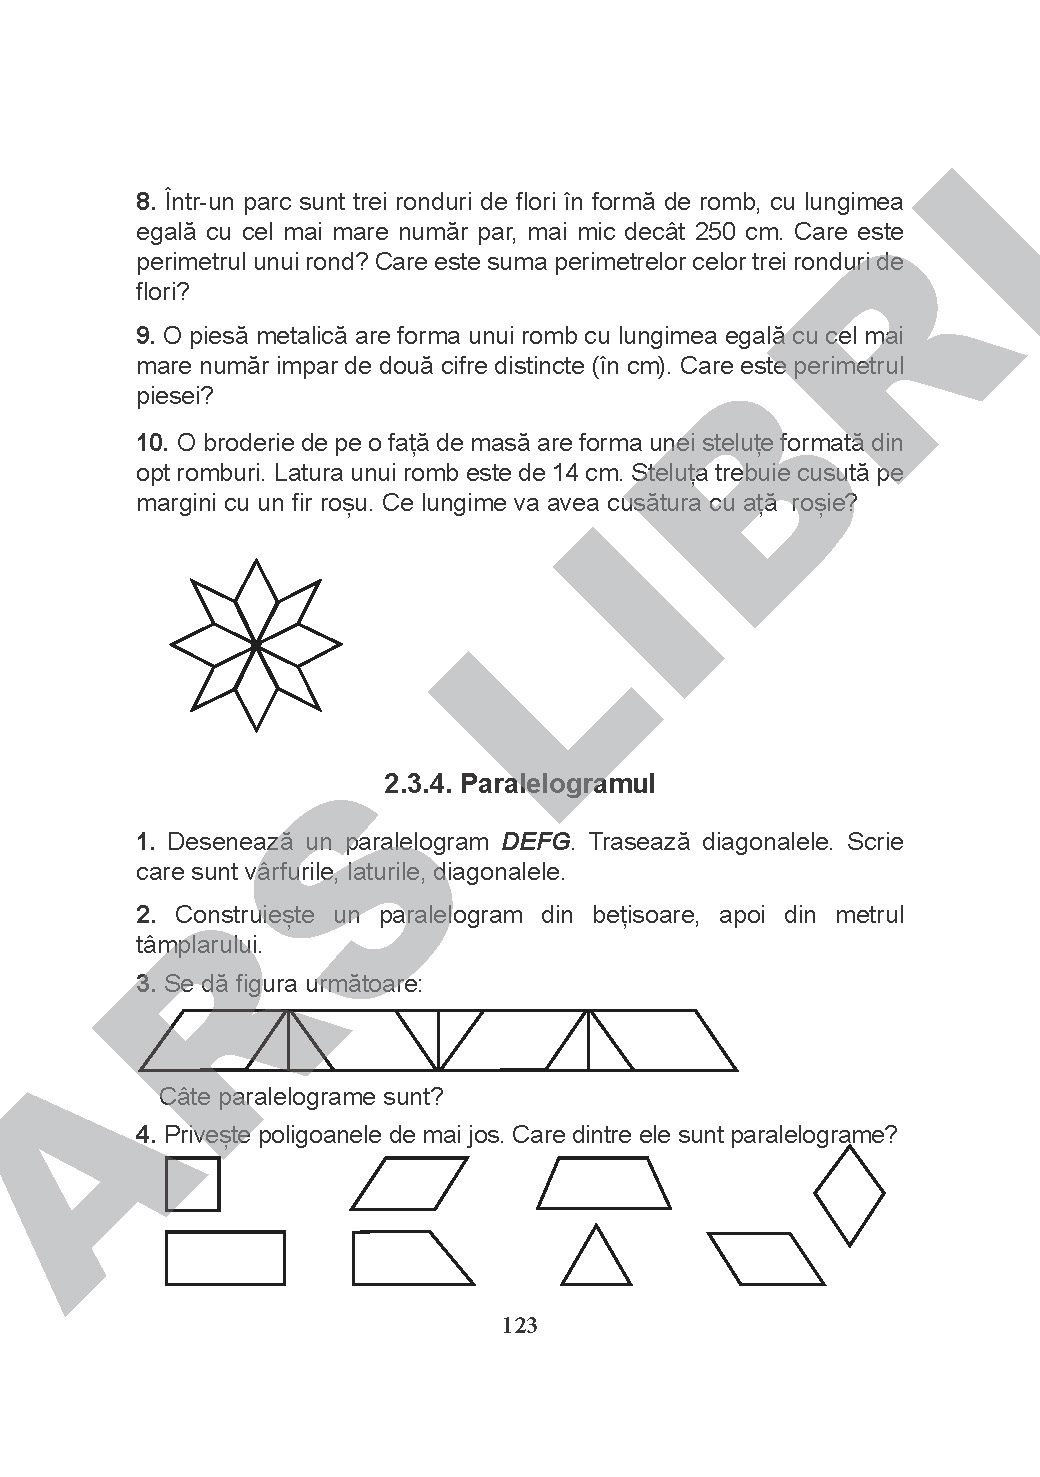 8. Într-un parc sunt trei ronduri de flori în formă de romb, cu lungimea
egală cu cel mai mare număr par, mai mic decât 250 cm. Care este
perimetrul unui rond? Care este suma perimetrelor celor trei ronduri de
flori?
9. O piesă metalică are forma unui romb cu lungimea egală cu cel mai
mare număr impar de două cifre distincte (în cm). Care este perimetrul
piesei?
10. O broderie de pe o față de masă are forma unei steluțe formată din
opt romburi. Latura unui romb este de 14 cm. Steluța trebuie cusută pe
margini cu un fir roșu. Ce lungime va avea cusătura cu ață roșie?
2.3.4. Paralelogramul
1. Desenează un paralelogram DEFG. Trasează diagonalele. Scrie
care sunt vârfurile, laturile, diagonalele.
2. Construiește un paralelogram din bețisoare, apoi din metrul
tâmplarului.
3. Se dă figura următoare:
Câte paralelograme sunt?
4. Privește poligoanele de mai jos. Care dintre ele sunt paralelograme?
123
ARS LIBRI